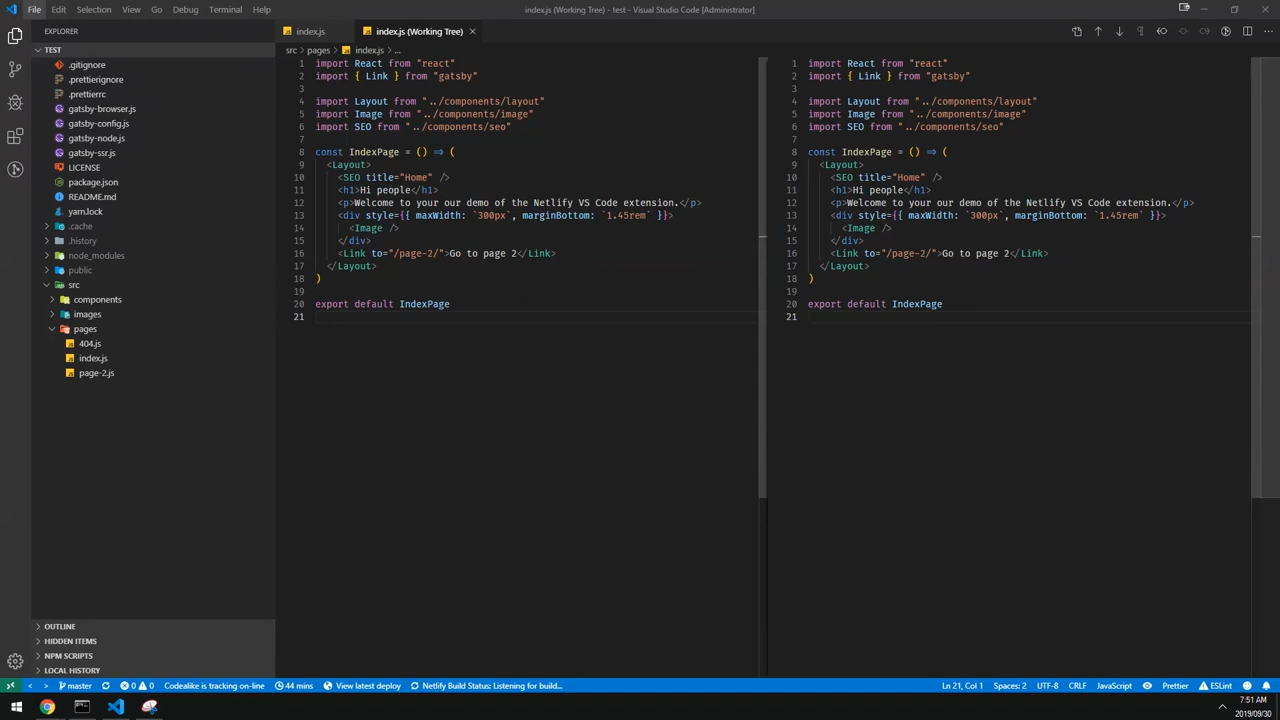 File Edit Selection View Go Debug Terminal Help
index.js (Working Tree) - test - Visual Studio Code [Administrator]
EXPLORER
index.js
index.js (Working Tree)
TEST
src > pages > index.js > ...
.gitignore
.prettierignore
.prettierrc
gatsby-browser.js
gatsby-config.js
gatsby-node.js
gatsby-ssr.js
LICENSE
package.json
README.md
yarn.lock
.cache
.history
node_modules
public
src
components
images
pages
404.js
index.js
page-2.js
OUTLINE
HIDDEN ITEMS
NPM SCRIPTS
LOCAL HISTORY
1 import React from "react"
2 import { Link } from "gatsby"
3
4 import Layout from "../components/layout"
5 import Image from "../components/image"
6 import SEO from "../components/seo"
7
8 const IndexPage = () => (
9 <Layout>
10 <SEO title="Home" />
11 <h1>Hi people</h1>
12 <p>Welcome to your our demo of the Netlify VS Code extension.</p>
13 <div style={{ maxWidth: `300px`, marginBottom: `1.45rem` }}>
14 <Image />
15 </div>
16 <Link to="/page-2/">Go to page 2</Link>
17 </Layout>
18 )
19
20 export default IndexPage
21
1 import React from "react"
2 import { Link } from "gatsby"
3
4 import Layout from "../components/layout"
5 import Image from "../components/image"
6 import SEO from "../components/seo"
7
8 const IndexPage = () => (
9 <Layout>
10 <SEO title="Home" />
11 <h1>Hi people</h1>
12 <p>Welcome to your our demo of the Netlify VS Code extension.</p>
13 <div style={{ maxWidth: `300px`, marginBottom: `1.45rem` }}>
14 <Image />
15 </div>
16 <Link to="/page-2/">Go to page 2</Link>
17 </Layout>
18 )
19
20 export default IndexPage
21
master 0 0 Codealike is tracking on-line 44 mins View latest deploy Netlify Build Status: Listening for build... Ln 21, Col 1 Spaces: 2 UTF-8 CRLF JavaScript Prettier ESLint
7:51 AM
2019/09/30